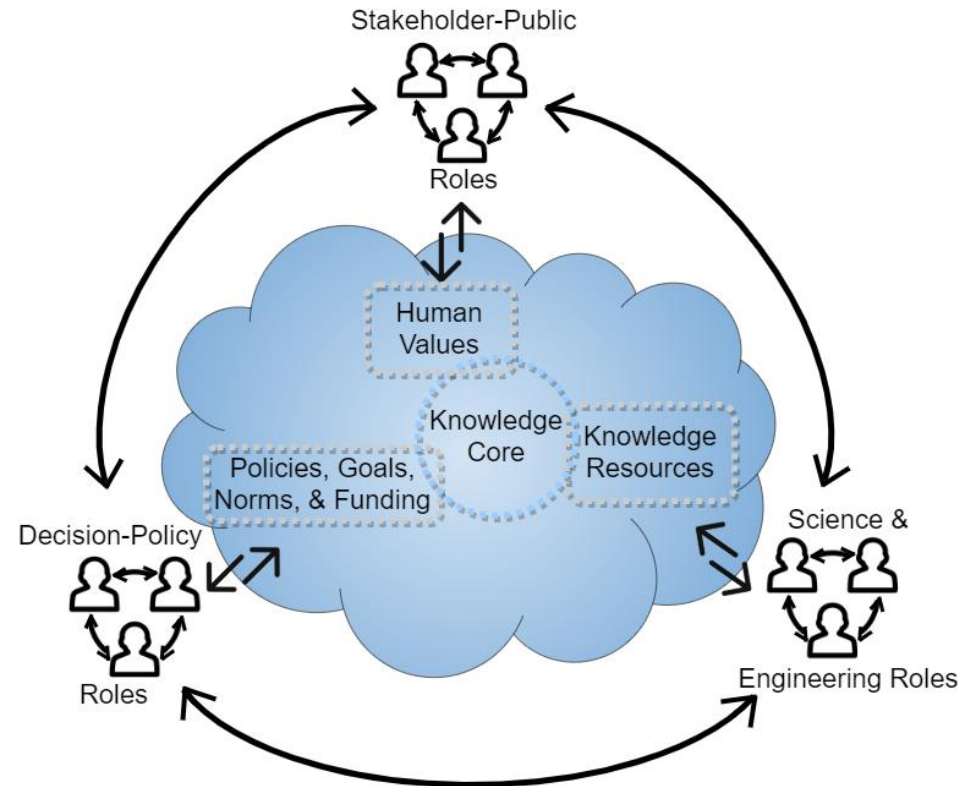 Stakeholder-Public
Roles
Human
Values
Knowledge
Core
Knowledge
Resources
Policies, Goals,
Norms, & Funding
Decision-Policy
Roles
Science &
Engineering Roles